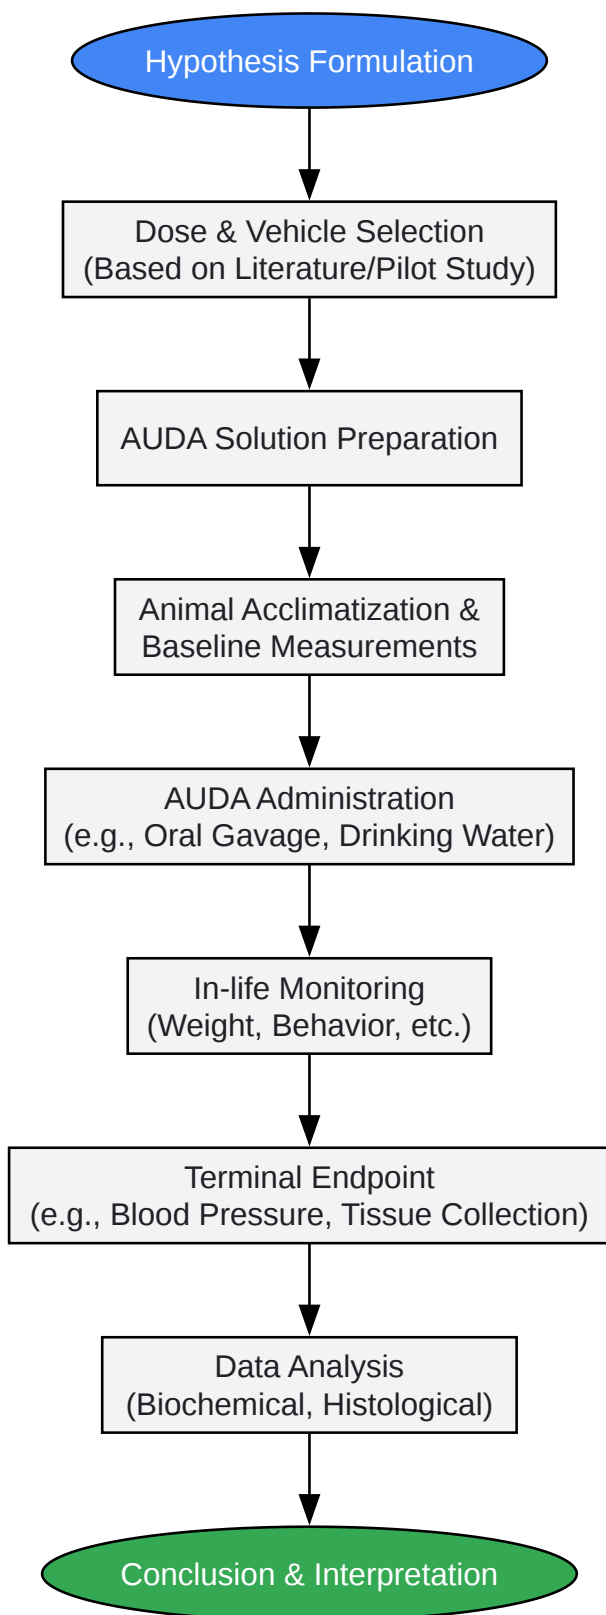 Hypothesis Formulation
Dose & Vehicle Selection
(Based on Literature/Pilot Study)
AUDA Solution Preparation
Animal Acclimatization &
Baseline Measurements
AUDA Administration
(e.g., Oral Gavage, Drinking Water)
In-life Monitoring
(Weight, Behavior, etc.)
Terminal Endpoint
(e.g., Blood Pressure, Tissue Collection)
Data Analysis
(Biochemical, Histological)
Conclusion & Interpretation